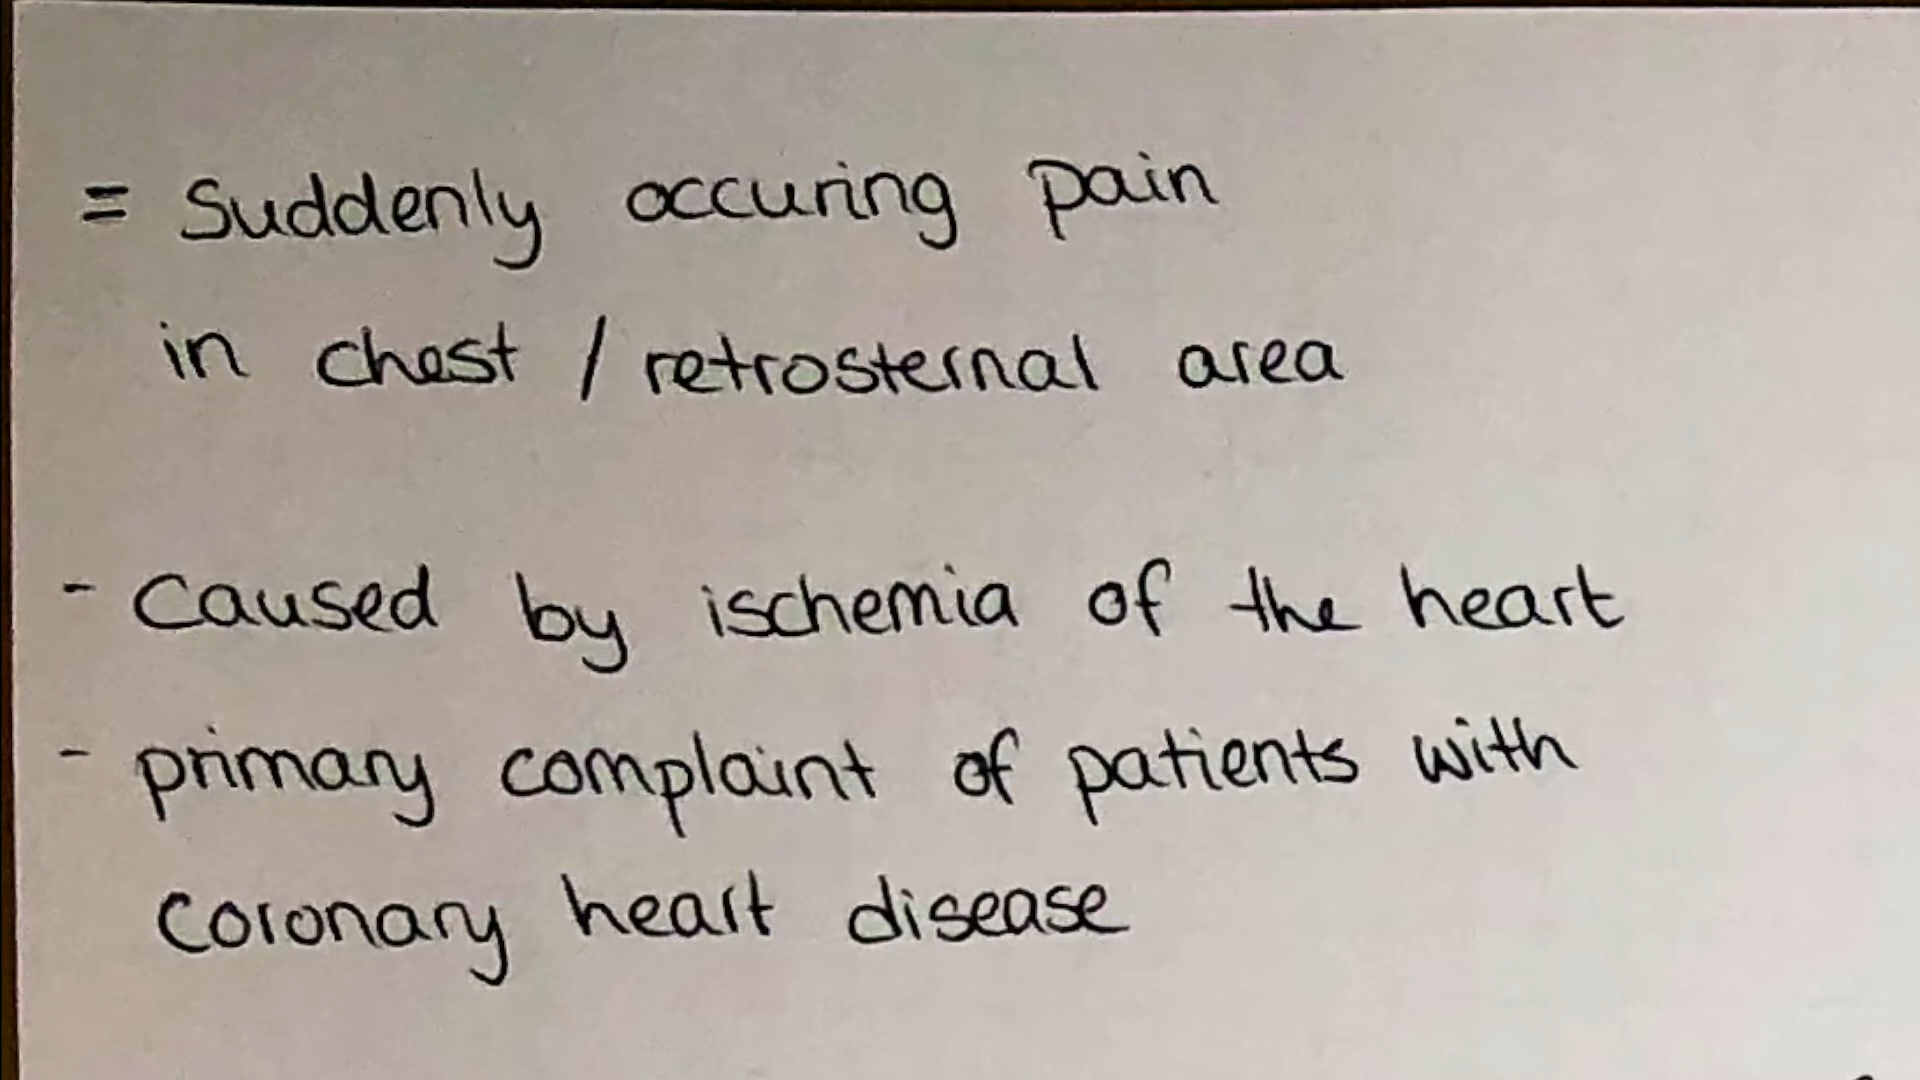 = Suddenly occuring pain
in chest / retrosternal area
- caused by ischemia of the heart
- primary complaint of patients with
coronary heart disease